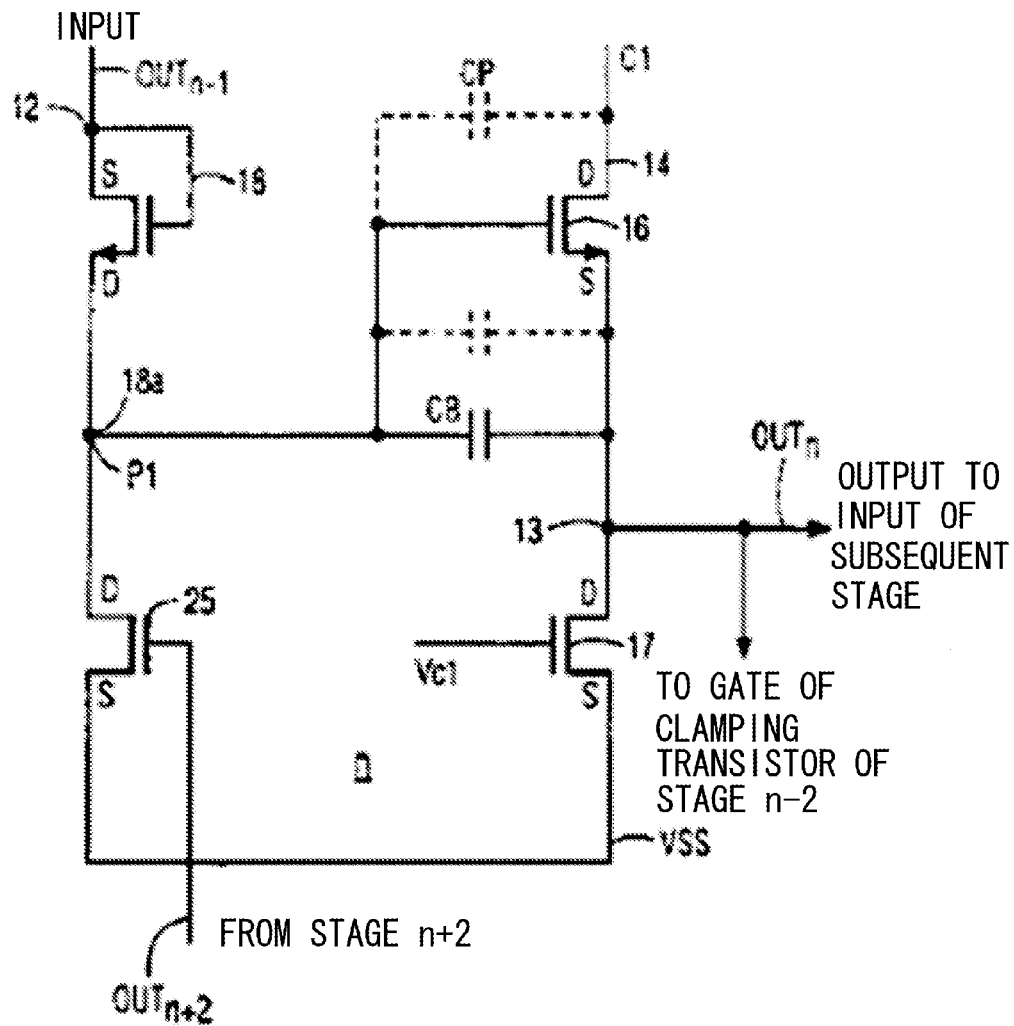 INPUT
OUTn-1
CP
C1
12
S
18
D
14
16
D
S
18a
CB
P1
OUTn
OUTPUT TO
INPUT OF
SUBSEQUENT
STAGE
13
D
25
D
17
Vc1
S
S
TO GATE OF
CLAMPING
TRANSISTOR OF
STAGE n-2
n
VSS
FROM STAGE n+2
OUTn+2